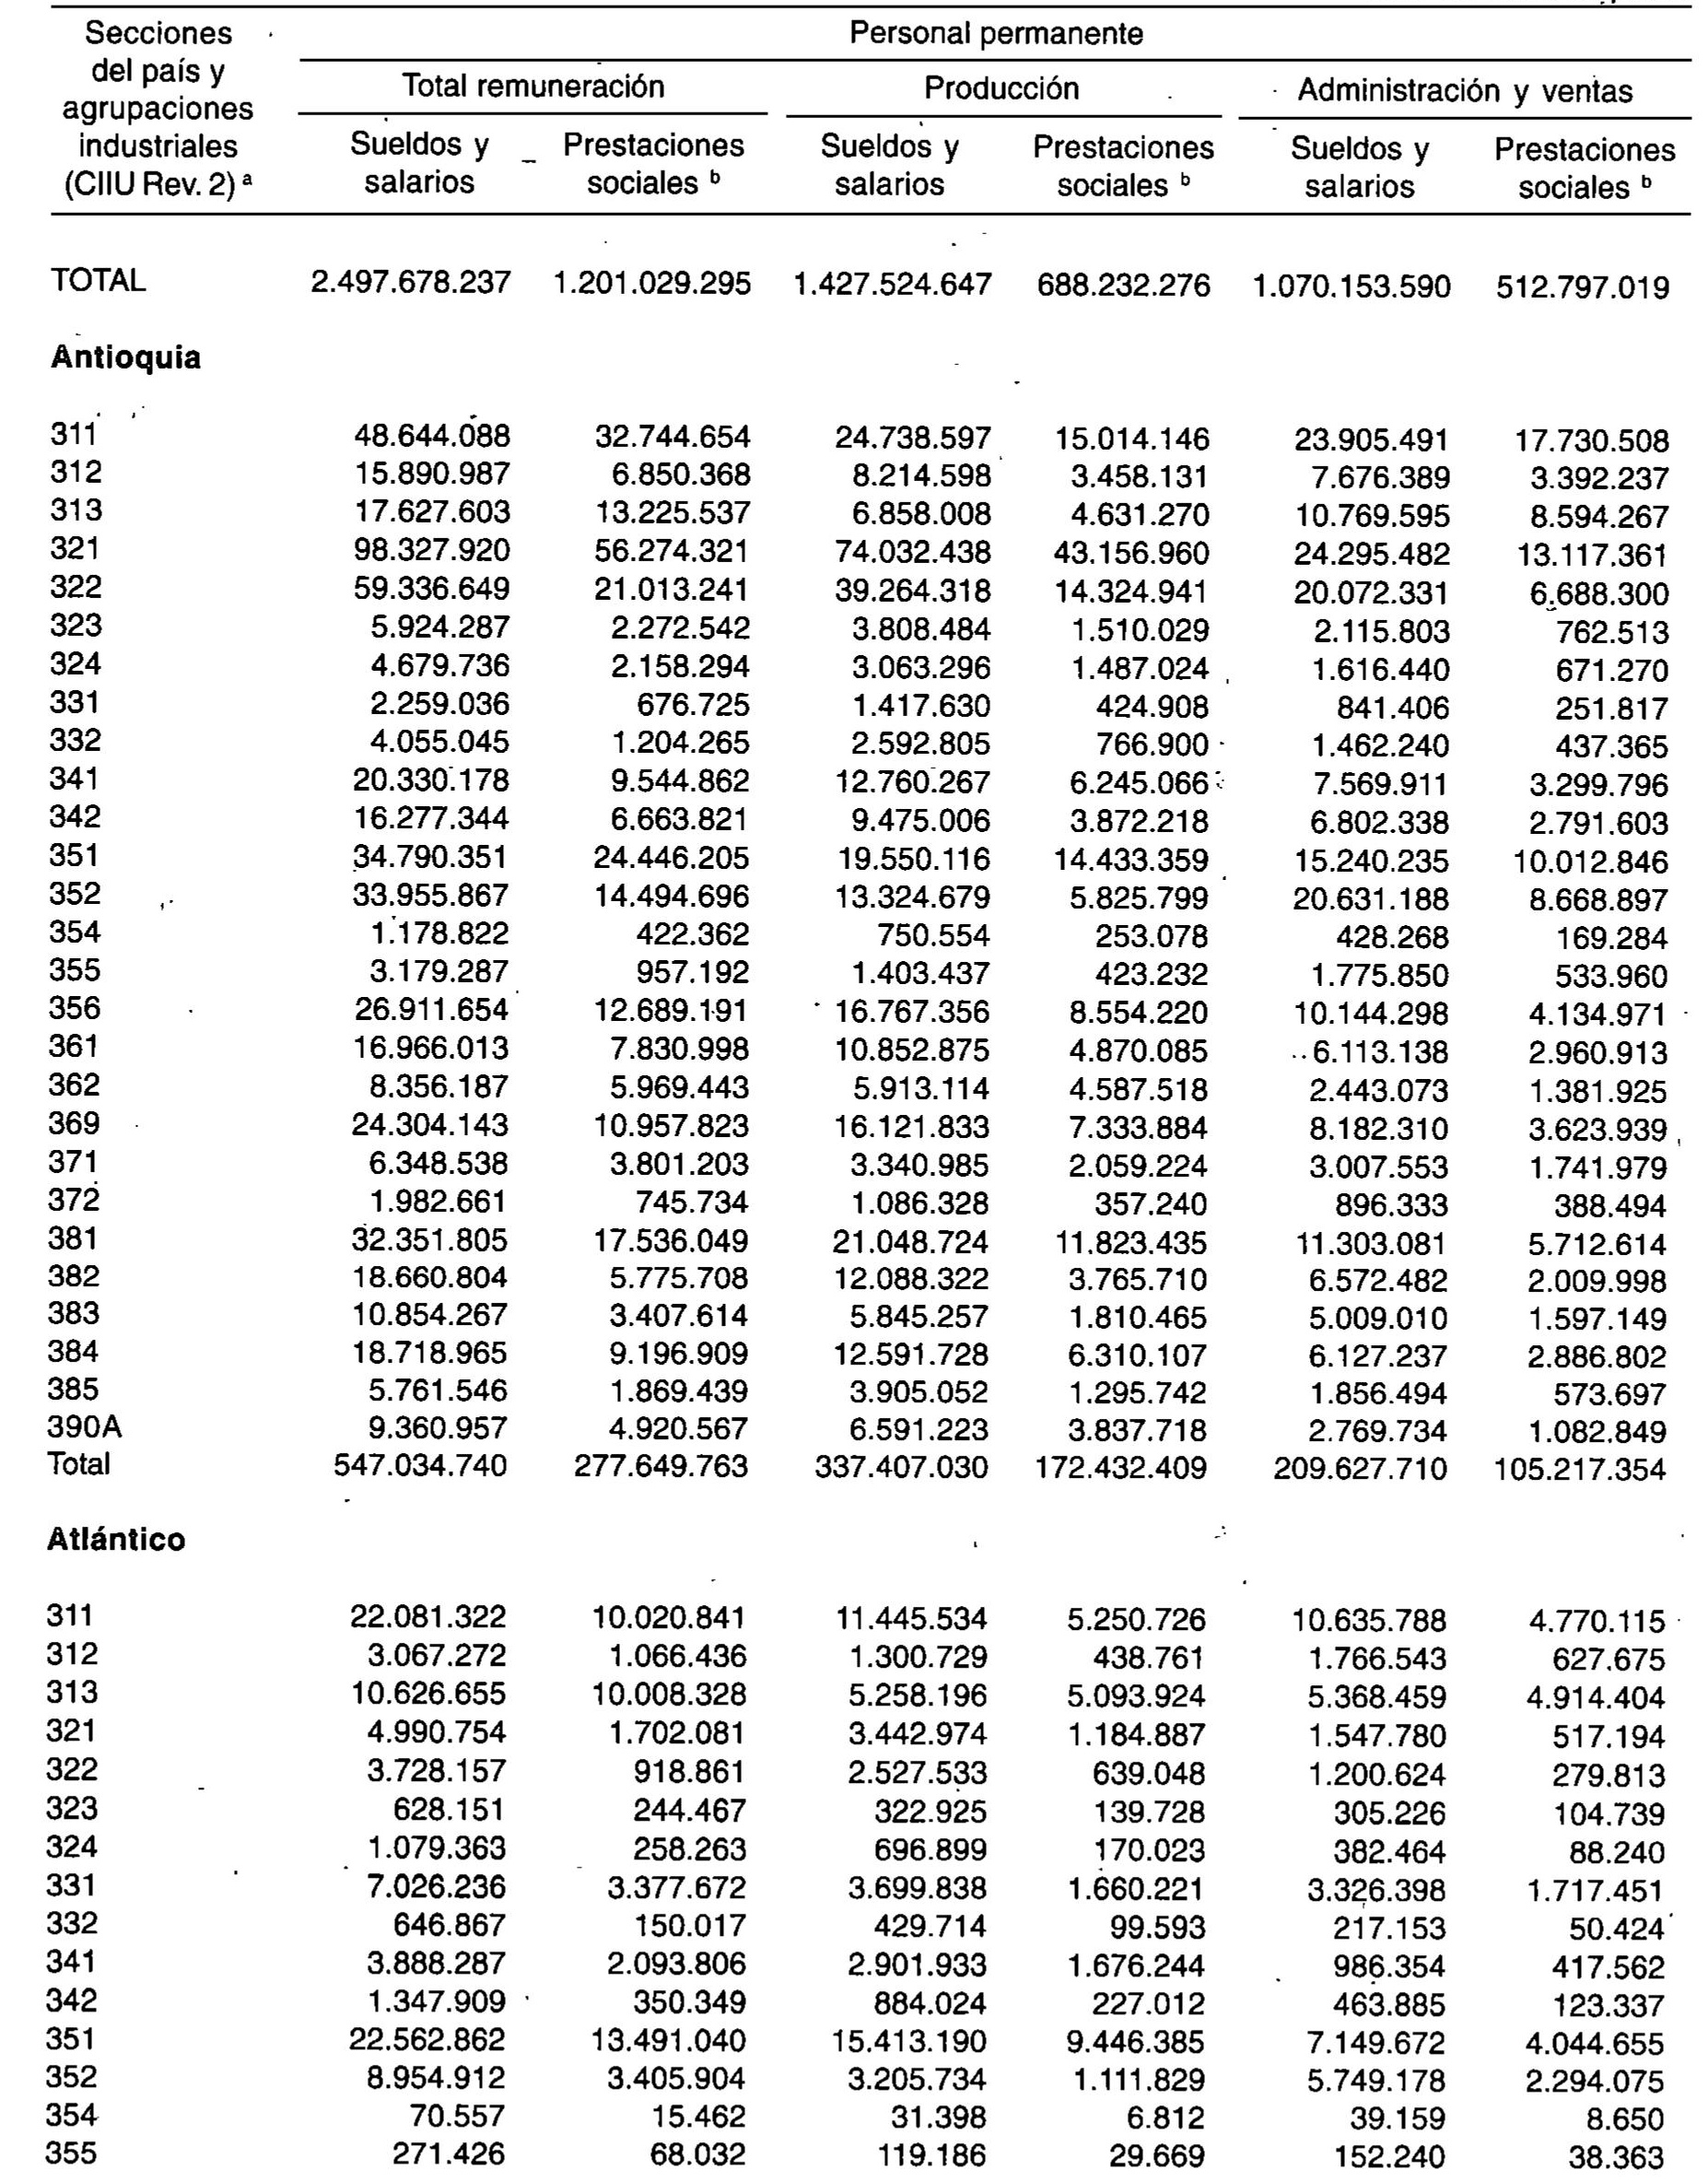 Secciones del país y agrupaciones industriales (CIIU Rev. 2) a
Personal permanente
Total remuneración Producción Administración y ventas
Sueldos y salarios Prestaciones sociales b Sueldos y salarios Prestaciones sociales b Sueldos y salarios Prestaciones sociales b
TOTAL 2.497.678.237 1.201.029.295 1.427.524.647 688.232.276 1.070.153.590 512.797.019
Antioquia
311 48.644.088 32.744.654 24.738.597 15.014.146 23.905.491 17.730.508
312 15.890.987 6.850.368 8.214.598 3.458.131 7.676.389 3.392.237
313 17.627.603 13.225.537 6.858.008 4.631.270 10.769.595 8.594.267
321 98.327.920 56.274.321 74.032.438 43.156.960 24.295.482 13.117.361
322 59.336.649 21.013.241 39.264.318 14.324.941 20.072.331 6.688.300
323 5.924.287 2.272.542 3.808.484 1.510.029 2.115.803 762.513
324 4.679.736 2.158.294 3.063.296 1.487.024 1.616.440 671.270
331 2.259.036 676.725 1.417.630 424.908 841.406 251.817
332 4.055.045 1.204.265 2.592.805 766.900 1.462.240 437.365
341 20.330.178 9.544.862 12.760.267 6.245.066 7.569.911 3.299.796
342 16.277.344 6.663.821 9.475.006 3.872.218 6.802.338 2.791.603
351 34.790.351 24.446.205 19.550.116 14.433.359 15.240.235 10.012.846
352 33.955.867 14.494.696 13.324.679 5.825.799 20.631.188 8.668.897
354 1.178.822 422.362 750.554 253.078 428.268 169.284
355 3.179.287 957.192 1.403.437 423.232 1.775.850 533.960
356 26.911.654 12.689.191 16.767.356 8.554.220 10.144.298 4.134.971
361 16.966.013 7.830.998 10.852.875 4.870.085 6.113.138 2.960.913
362 8.356.187 5.969.443 5.913.114 4.587.518 2.443.073 1.381.925
369 24.304.143 10.957.823 16.121.833 7.333.884 8.182.310 3.623.939
371 6.348.538 3.801.203 3.340.985 2.059.224 3.007.553 1.741.979
372 1.982.661 745.734 1.086.328 357.240 896.333 388.494
381 32.351.805 17.536.049 21.048.724 11.823.435 11.303.081 5.712.614
382 18.660.804 5.775.708 12.088.322 3.765.710 6.572.482 2.009.998
383 10.854.267 3.407.614 5.845.257 1.810.465 5.009.010 1.597.149
384 18.718.965 9.196.909 12.591.728 6.310.107 6.127.237 2.886.802
385 5.761.546 1.869.439 3.905.052 1.295.742 1.856.494 573.697
390A 9.360.957 4.920.567 6.591.223 3.837.718 2.769.734 1.082.849
Total 547.034.740 277.649.763 337.407.030 172.432.409 209.627.710 105.217.354
Atlántico
311 22.081.322 10.020.841 11.445.534 5.250.726 10.635.788 4.770.115
312 3.067.272 1.066.436 1.300.729 438.761 1.766.543 627.675
313 10.626.655 10.008.328 5.258.196 5.093.924 5.368.459 4.914.404
321 4.990.754 1.702.081 3.442.974 1.184.887 1.547.780 517.194
322 3.728.157 918.861 2.527.533 639.048 1.200.624 279.813
323 628.151 244.467 322.925 139.728 305.226 104.739
324 1.079.363 258.263 696.899 170.023 382.464 88.240
331 7.026.236 3.377.672 3.699.838 1.660.221 3.326.398 1.717.451
332 646.867 150.017 429.714 99.593 217.153 50.424
341 3.888.287 2.093.806 2.901.933 1.676.244 986.354 417.562
342 1.347.909 350.349 884.024 227.012 463.885 123.337
351 22.562.862 13.491.040 15.413.190 9.446.385 7.149.672 4.044.655
352 8.954.912 3.405.904 3.205.734 1.111.829 5.749.178 2.294.075
354 70.557 15.462 31.398 6.812 39.159 8.650
355 271.426 68.032 119.186 29.669 152.240 38.363